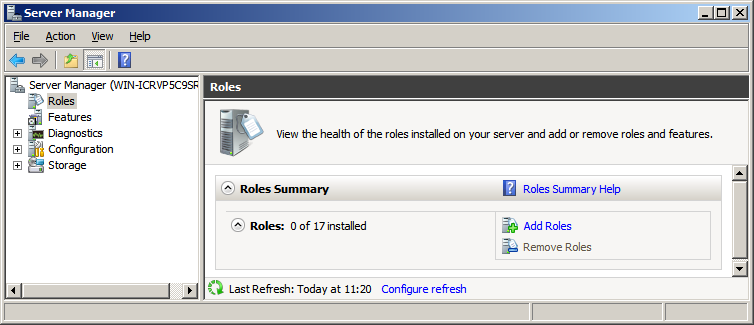 Server Manager
File Action View Help
Server Manager (WIN-ICRVP5C9SR
Roles
Features
Diagnostics
Configuration
Storage
Roles
View the health of the roles installed on your server and add or remove roles and features.
Roles Summary
Roles Summary Help
Roles: 0 of 17 installed
Add Roles
Remove Roles
Last Refresh: Today at 11:20 Configure refresh